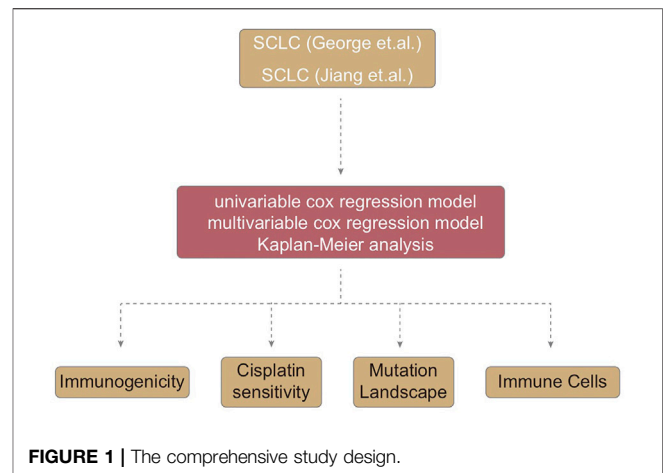 SCLC (George et.al.)
SCLC (Jiang et.al.)
univariable cox regression model
multivariable cox regression model
Kaplan-Meier analysis
Immunogenicity
Cisplatin
sensitivity
Mutation
Landscape
Immune Cells
FIGURE 1 | The comprehensive study design.